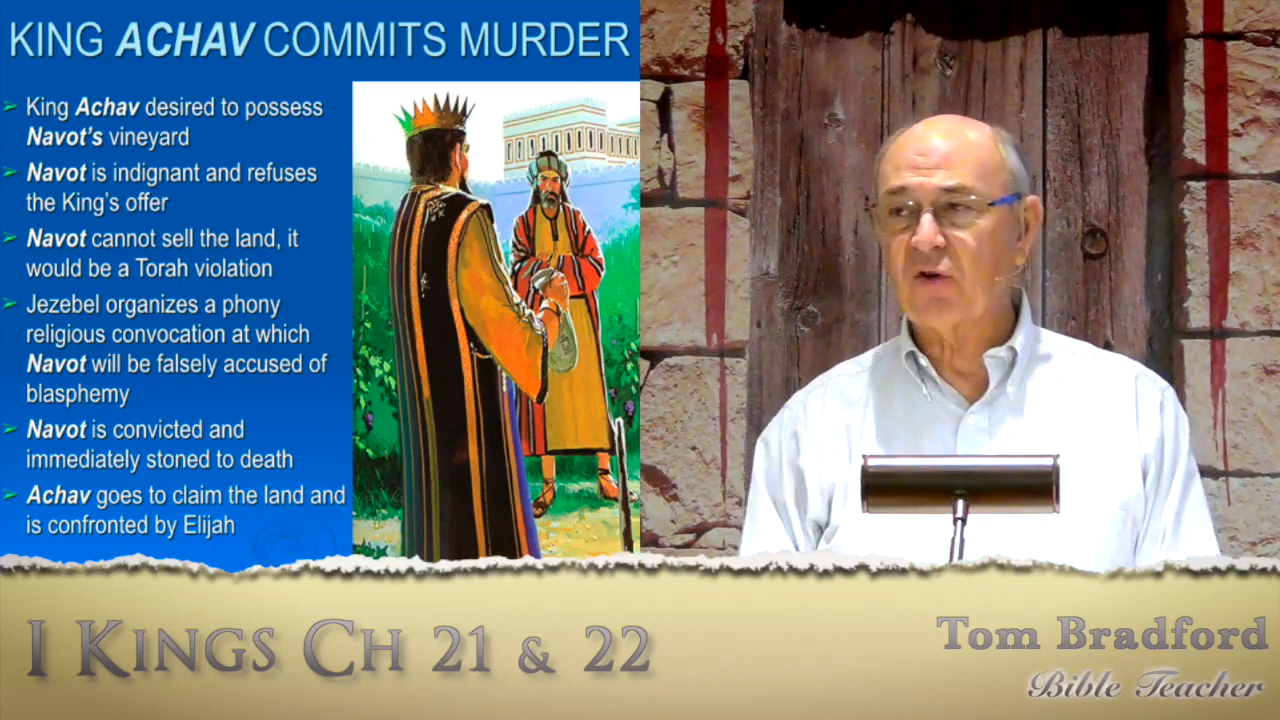 KING ACHAV COMMITS MURDER
➢ King Achav desired to possess
Navot's vineyard
➢ Navot is indignant and refuses
the King's offer
➢ Navot cannot sell the land, it
would be a Torah violation
➢ Jezebel organizes a phony
religious convocation at which
Navot will be falsely accused of
blasphemy
➢ Navot is convicted and
immediately stoned to death
➢ Achav goes to claim the land and
is confronted by Elijah
I KINGS CH 21 & 22
Tom Bradford
Bible Teacher